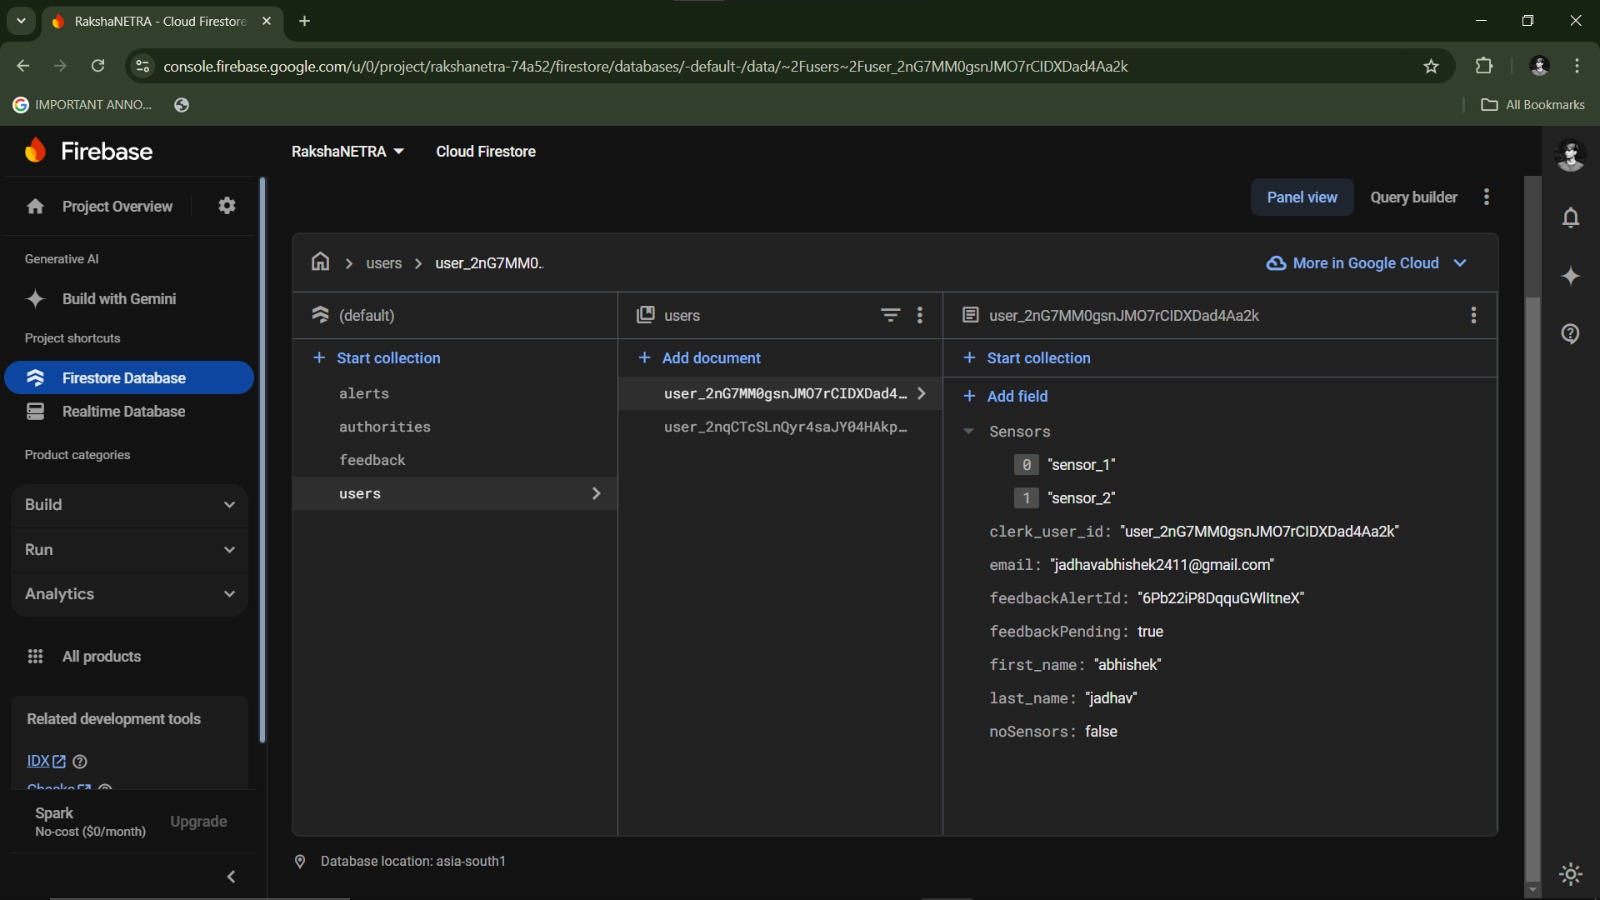 RakshaNETRA - Cloud Firestore
console.firebase.google.com/u/0/project/rakshanetra-74a52/firestore/databases/-default-/data/~2Fusers~2Fuser_2nG7MM0gsnJMO7rCIDXDad4Aa2k
IMPORTANT ANNO...
All Bookmarks
Firebase
RakshaNETRA
Cloud Firestore
Project Overview
Generative AI
Build with Gemini
Project shortcuts
Firestore Database
Realtime Database
Product categories
Build
Run
Analytics
All products
Related development tools
IDX
Checks
Spark
No-cost ($0/month)
Upgrade
Panel view
Query builder
users
user_2nG7MM0..
More in Google Cloud
(default)
Start collection
alerts
authorities
feedback
users
users
Add document
user_2nG7MM0gsnJMO7rCIDXDad4…
user_2nqCTcSLnQyr4saJY04HAkp…
user_2nG7MM0gsnJMO7rCIDXDad4Aa2k
Start collection
Add field
Sensors
0 "sensor_1"
1 "sensor_2"
clerk_user_id: "user_2nG7MM0gsnJMO7rCIDXDad4Aa2k"
email: "jadhavabhishek2411@gmail.com"
feedbackAlertId: "6Pb22iP8DqquGWlItneX"
feedbackPending: true
first_name: "abhishek"
last_name: "jadhav"
noSensors: false
Database location: asia-south1